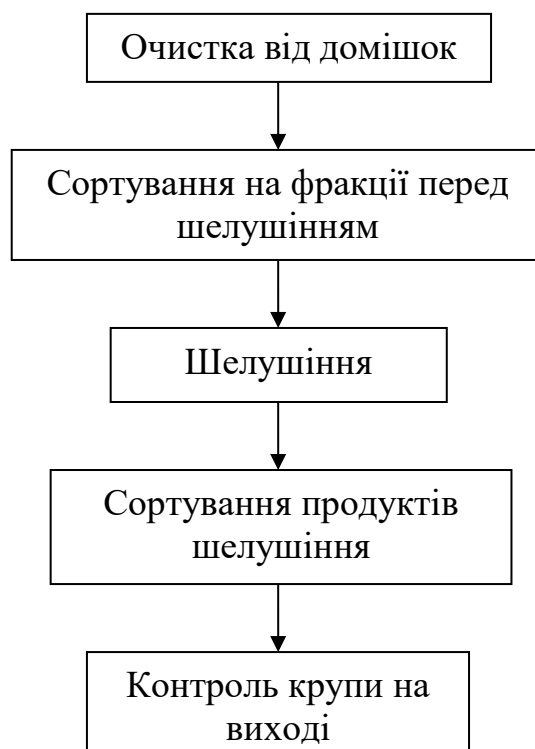 Очистка від домішок
Сортування на фракції перед
шелушінням
Шелушіння
Сортування продуктів
шелушіння
Контроль крупи на
виході